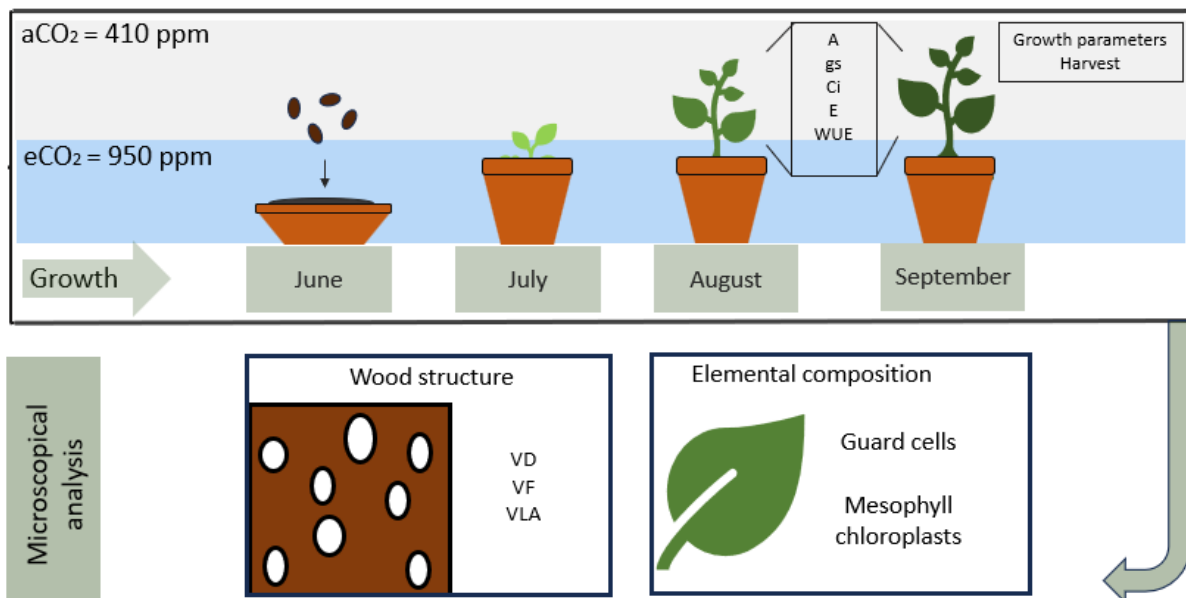 aCO₂ = 410 ppm
A
gs
Ci
E
WUE
Growth parameters
Harvest
eCO₂ = 950 ppm
Growth
June
July
August
September
Microscopical
analysis
Wood structure
VD
VF
VLA
Elemental composition
Guard cells
Mesophyll
chloroplasts